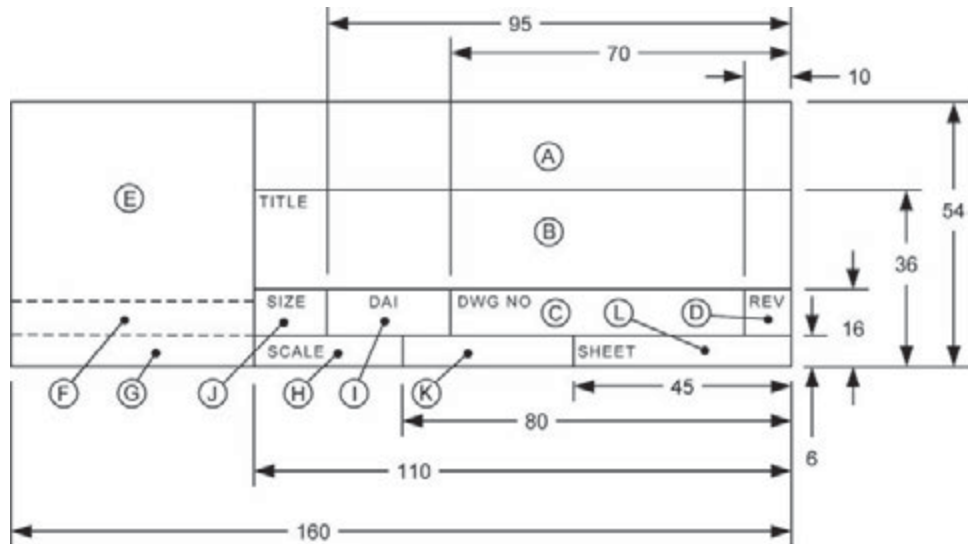 95
70
10
A
E
TITLE
54
B
36
SIZE DAI DWG NO C L D REV
16
SCALE SHEET
F G J H I K 45
80
6
110
160